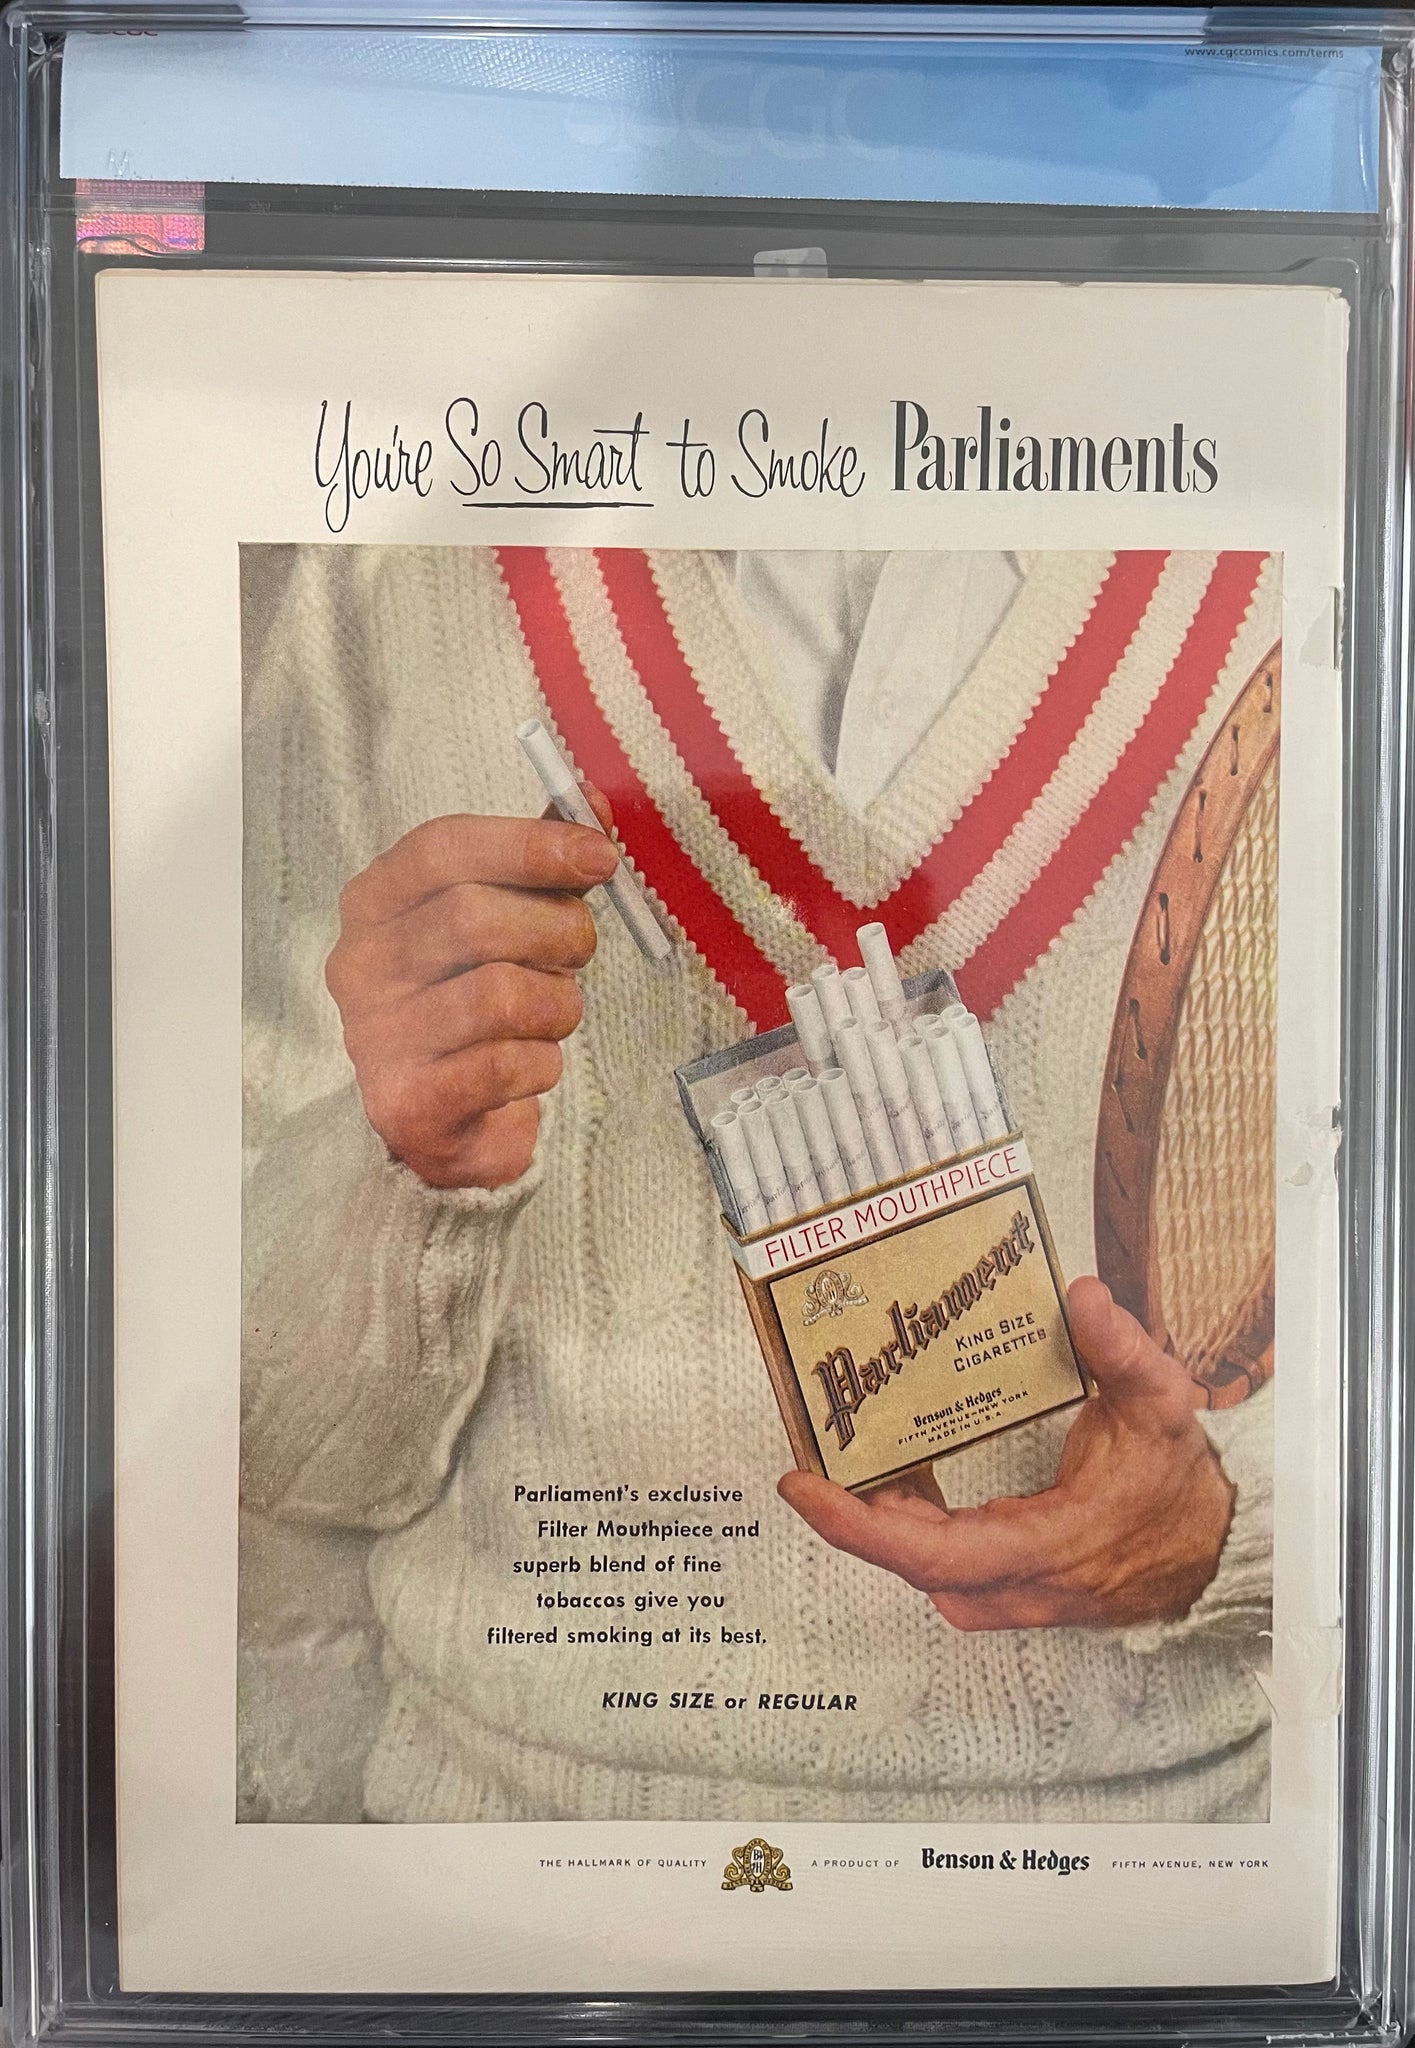 www.cgccomics.com/terms
CGC
You're So Smart to Smoke Parliaments
FILTER MOUTHPIECE
Parliament
KING SIZE
CIGARETTES
Benson & Hedges
FIFTH AVENUE-NEW YORK
MADE IN U.S.A
Parliament's exclusive
Filter Mouthpiece and
superb blend of fine
tobaccos give you
filtered smoking at its best.
KING SIZE or REGULAR
THE HALLMARK OF QUALITY A PRODUCT OF Benson & Hedges FIFTH AVENUE, NEW YORK